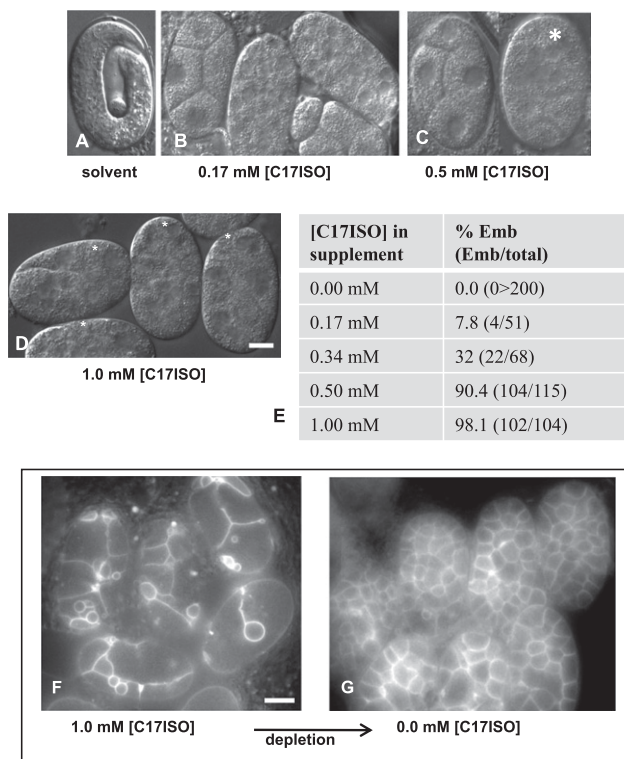 A
B
C
*
solvent
0.17 mM [C17ISO]
0.5 mM [C17ISO]
D
* * * *
1.0 mM [C17ISO]
[C17ISO] in supplement % Emb (Emb/total)
0.00 mM 0.0 (0>200)
0.17 mM 7.8 (4/51)
0.34 mM 32 (22/68)
0.50 mM 90.4 (104/115)
1.00 mM 98.1 (102/104)
E
F
G
1.0 mM [C17ISO]
depletion
0.0 mM [C17ISO]